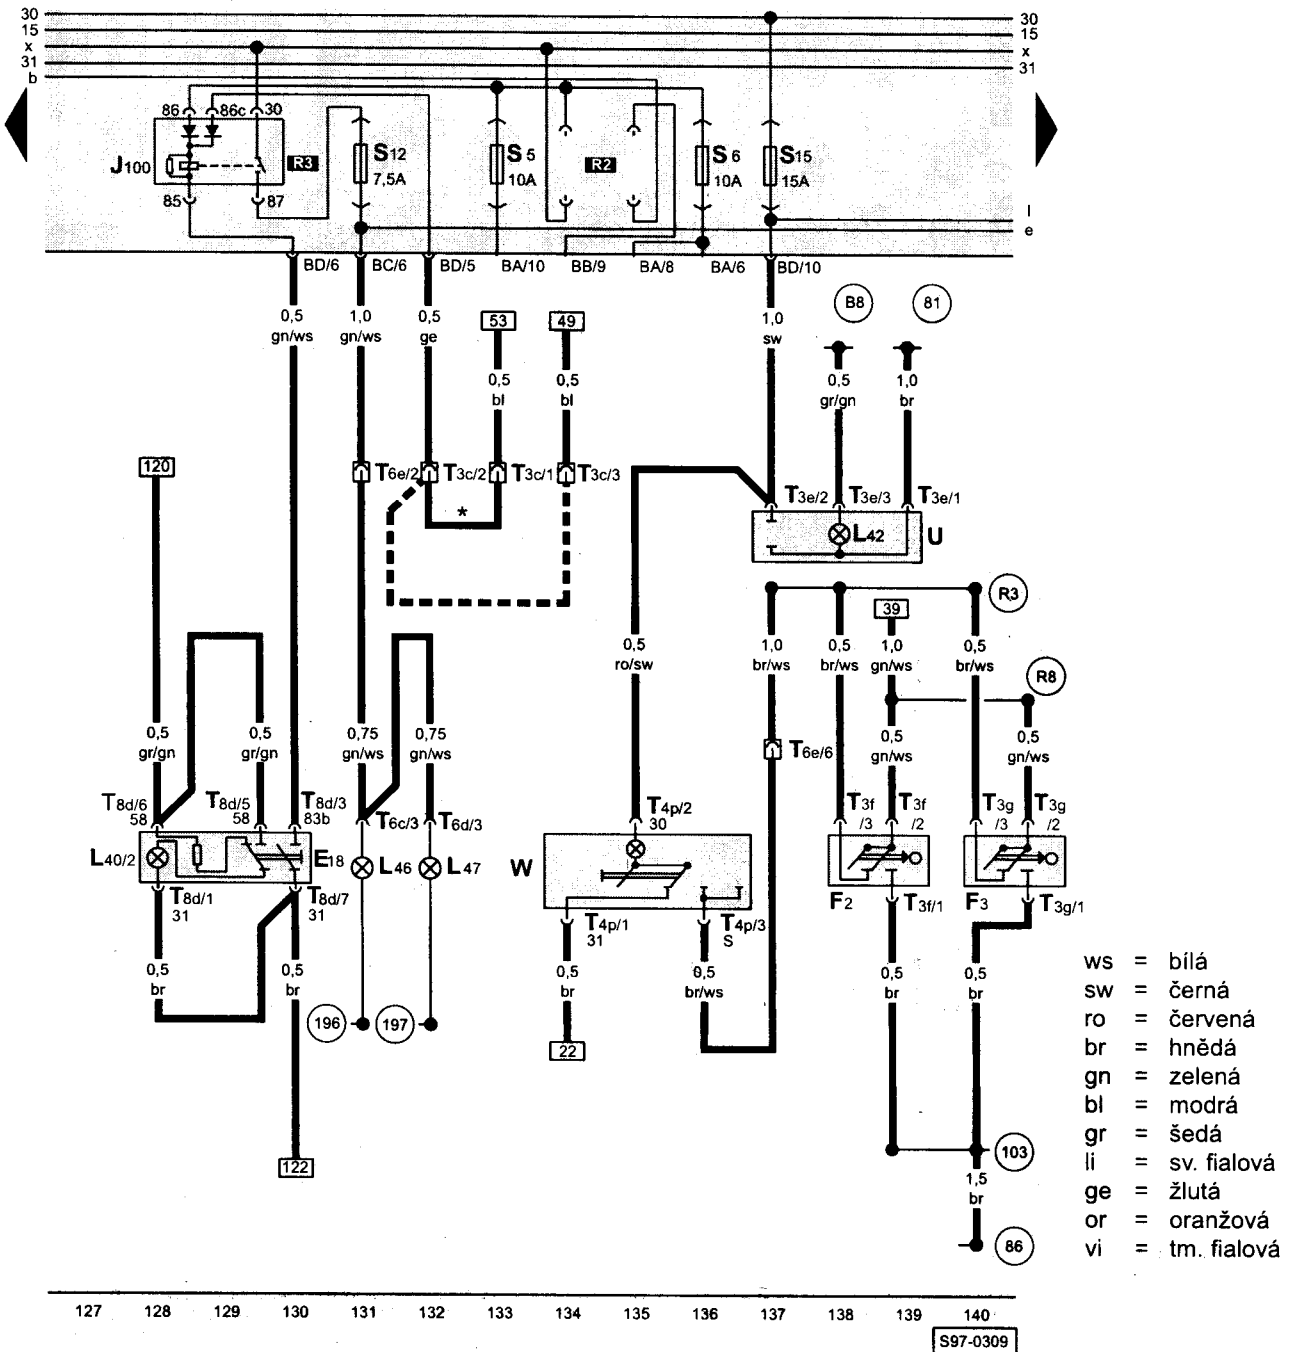 30 30
15 15
x x
31 31
b
86 86c 30
J100 R3 S12 S5 R2 S6 S15
7,5A 10A 10A 15A
85 87
l
e
BD/6 BC/6 BD/5 BA/10 BB/9 BA/8 BA/6 BD/10
B8 81
0,5 1,0 0,5 53 49 1,0
gn/ws gn/ws ge sw
0,5 0,5 0,5 1,0
bl bl gr/gn br
120 T6e/2 T3c/2 T3c/1 T3c/3
T3e/2 T3e/3 T3e/1
*
L42 U
R3
39
0,5 1,0 0,5 1,0 0,5
ro/sw br/ws br/ws gn/ws br/ws
R8
0,5 0,5 0,75 0,75 0,5 0,5
gr/gn gr/gn gn/ws gn/ws gn/ws gn/ws
T6e/6
T8d/6 T8d/5 T8d/3 T6c/3 T6d/3 T4p/2 T3f T3f T3g T3g
58 58 83b 30 /3 /2 /3 /2
L40/2 E18 L46 L47 W
T8d/1 T8d/7 T4p/1 T4p/3 F2 T3f/1 F3 T3g/1
31 31 31 S
0,5 0,5 0,5 0,5 0,5 0,5
br br br br/ws br br
196 197
22
122
103
1,5
br
86
ws = bílá
sw = černá
ro = červená
br = hnědá
gn = zelená
bl = modrá
gr = šedá
li = sv. fialová
ge = žlutá
or = oranžová
vi = tm. fialová
127 128 129 130 131 132 133 134 135 136 137 138 139 140
S97-0309